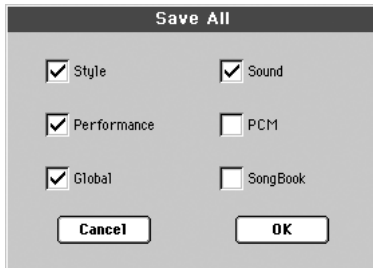 Save All
Style Sound
Performance PCM
Global SongBook
Cancel OK